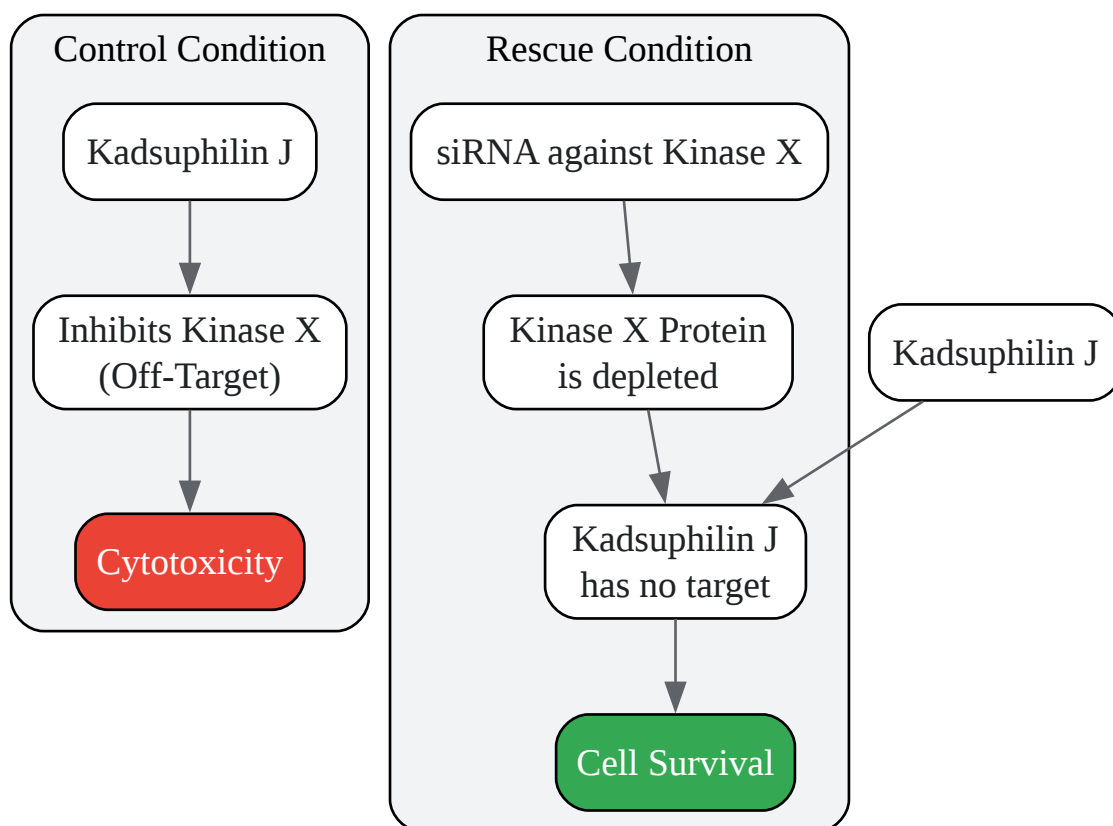 Control Condition
Kadsuphilin J
Inhibits Kinase X
(Off-Target)
Cytotoxicity
Rescue Condition
siRNA against Kinase X
Kinase X Protein
is depleted
Kadsuphilin J
Kadsuphilin J
has no target
Cell Survival